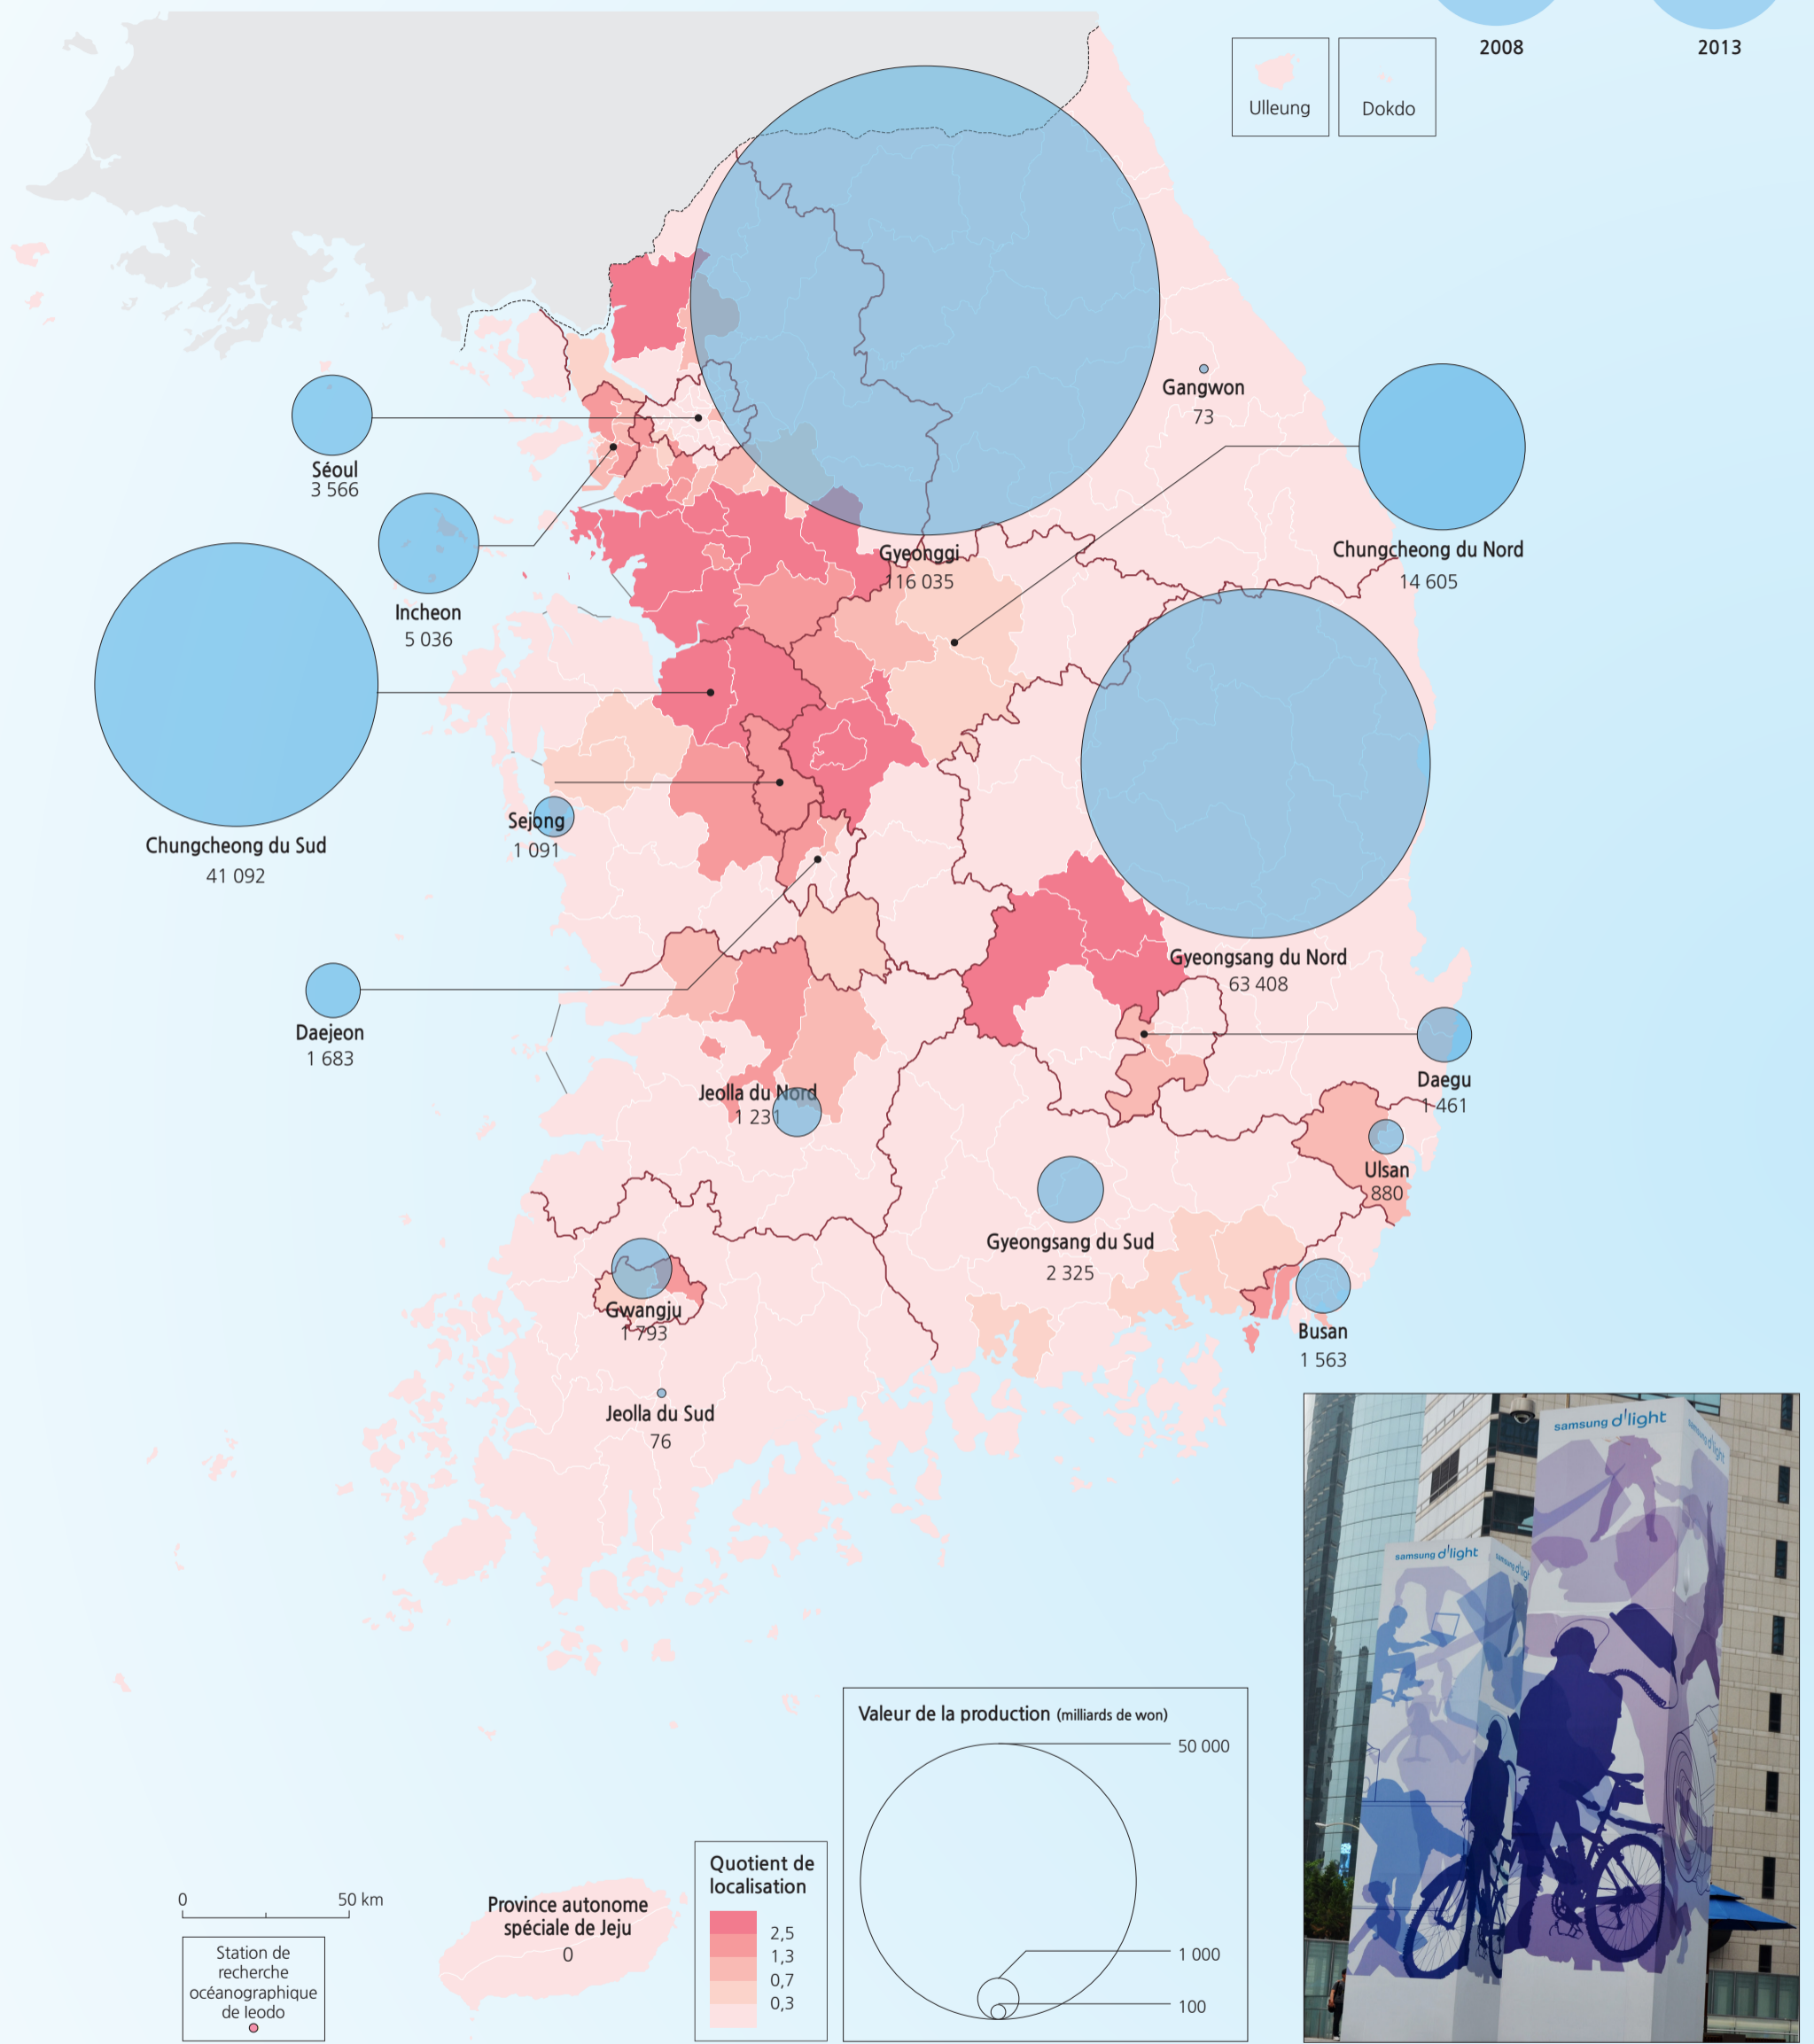 2008
2013
Ulleung
Dokdo
Gangwon
73
Séoul
3 566
Incheon
5 036
Gyeonggi
116 035
Chungcheong du Nord
14 605
Chungcheong du Sud
41 092
Sejong
1 091
Gyeongsang du Nord
63 408
Daejeon
1 683
Daegu
1 461
Jeolla du Nord
1 231
Ulsan
880
Gyeongsang du Sud
2 325
Gwangju
1 793
Busan
1 563
Jeolla du Sud
76
samsung d'light
samsung d'light
samsung d'light
samsung d'light
Valeur de la production (milliards de won)
50 000
1 000
100
Quotient de
localisation
2,5
1,3
0,7
0,3
0
50 km
Province autonome
spéciale de Jeju
0
Station de
recherche
océanographique
de Ieodo